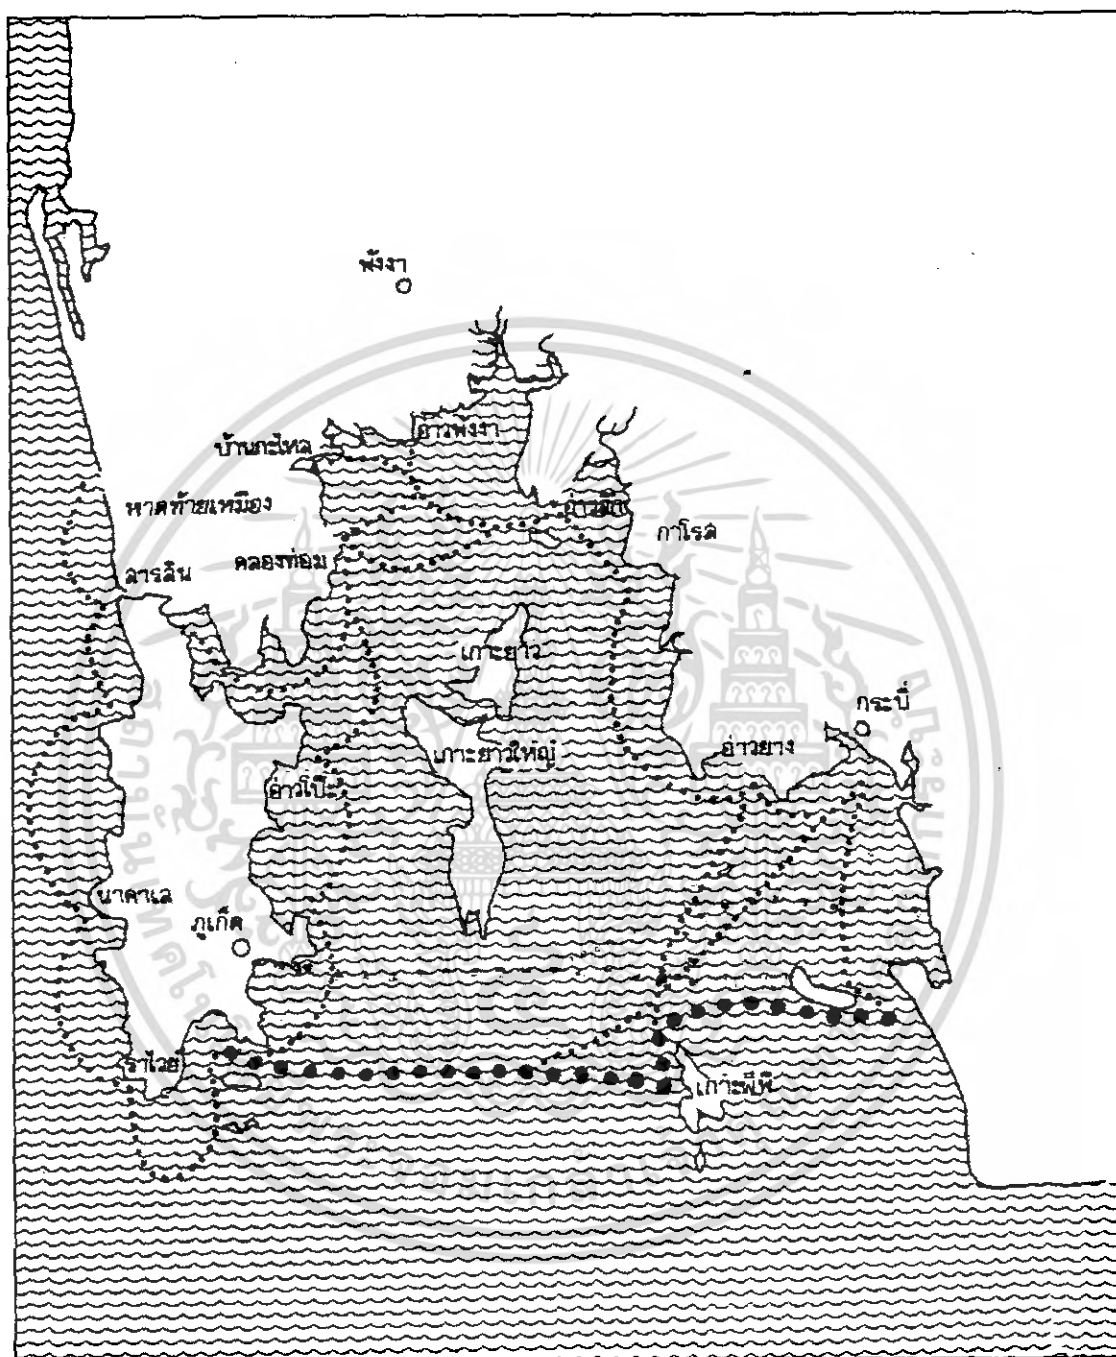 พังงา
อ่าวพังงา
บ้านกะไหล
หาดท้ายเหมือง
อ่าวลึก
กาโรส
คลองท่อม
สารสิน
เกาะยาว
กระบี่
อ่าวยาง
เกาะยาวใหญ่
อ่าวโป๊ะ
นาคาเล
ภูเก็ต
ราไวย์
เกาะพีพี